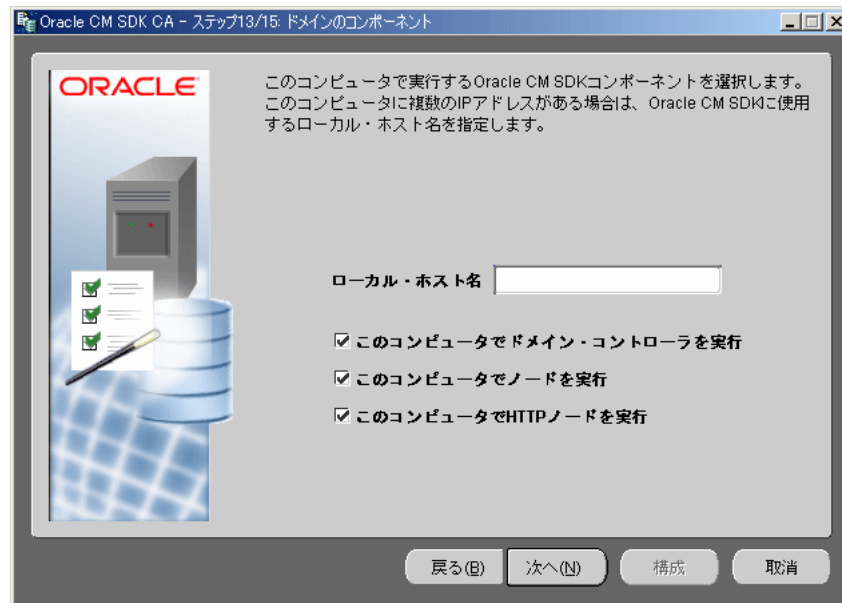 Oracle CM SDK CA - ステップ13/15: ドメインのコンポーネント
ORACLE
このコンピュータで実行するOracle CM SDKコンポーネントを選択します。
このコンピュータに複数のIPアドレスがある場合は、Oracle CM SDKに使用
するローカル・ホスト名を指定します。
ローカル・ホスト名
このコンピュータでドメイン・コントローラを実行
このコンピュータでノードを実行
このコンピュータでHTTPノードを実行
戻る(B) 次へ(N) 構成 取消